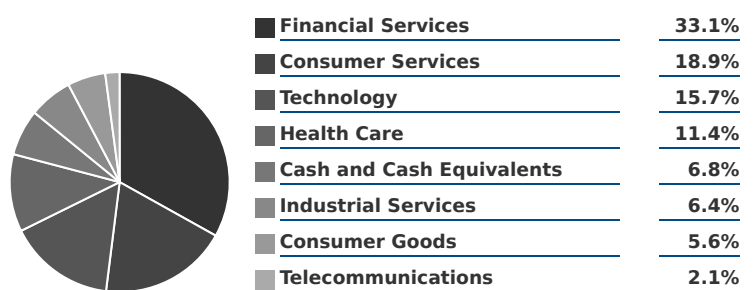 Financial Services 33.1%
Consumer Services 18.9%
Technology 15.7%
Health Care 11.4%
Cash and Cash Equivalents 6.8%
Industrial Services 6.4%
Consumer Goods 5.6%
Telecommunications 2.1%